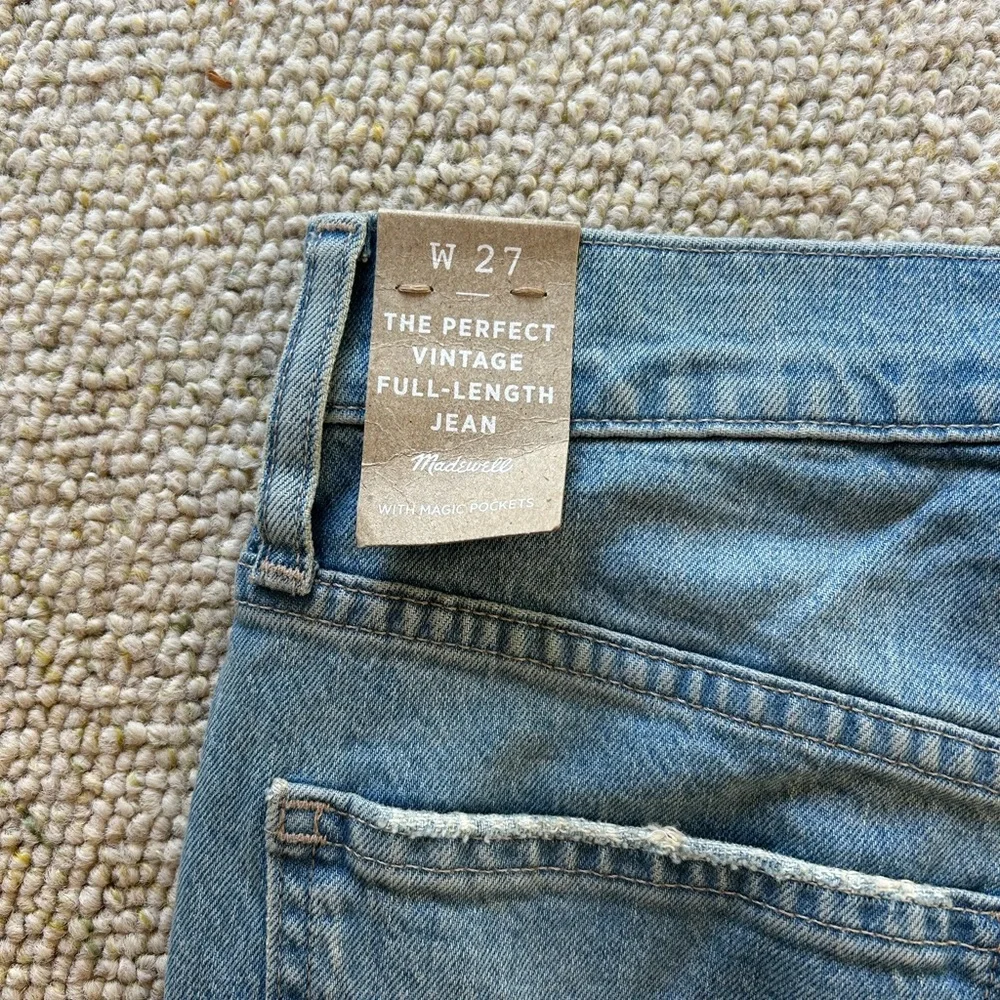 W 27
THE PERFECT
VINTAGE
FULL-LENGTH
JEAN
Madewell
WITH MAGIC POCKETS